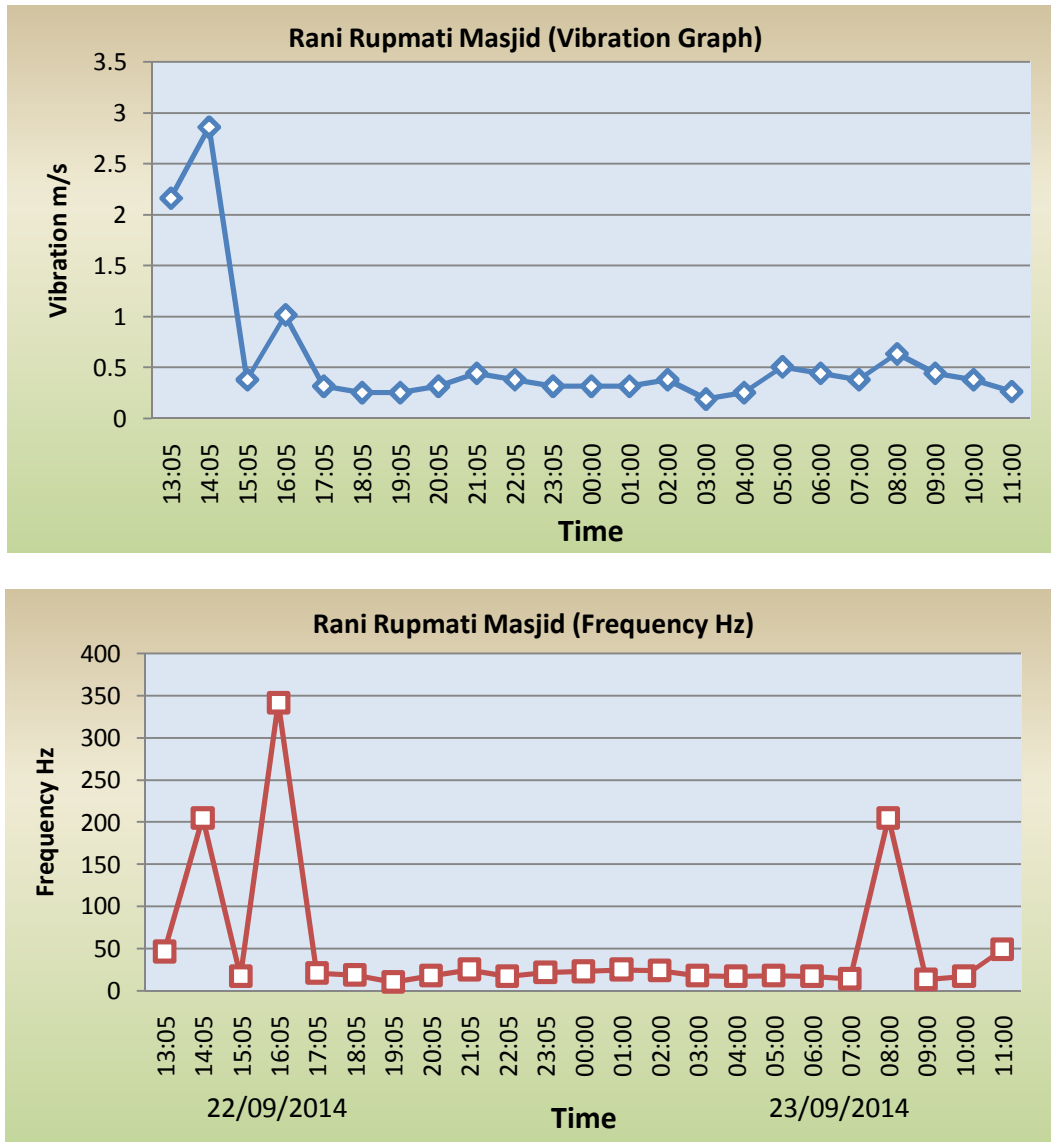 Rani Rupmati Masjid (Vibration Graph)
3.5
3
2.5
2
1.5
1
0.5
0
Vibration m/s
13:05 14:05 15:05 16:05 17:05 18:05 19:05 20:05 21:05 22:05 23:05 00:00 01:00 02:00 03:00 04:00 05:00 06:00 07:00 08:00 09:00 10:00 11:00
Time
Rani Rupmati Masjid (Frequency Hz)
400
350
300
250
200
150
100
50
0
Frequency Hz
13:05 14:05 15:05 16:05 17:05 18:05 19:05 20:05 21:05 22:05 23:05 00:00 01:00 02:00 03:00 04:00 05:00 06:00 07:00 08:00 09:00 10:00 11:00
22/09/2014 23/09/2014
Time